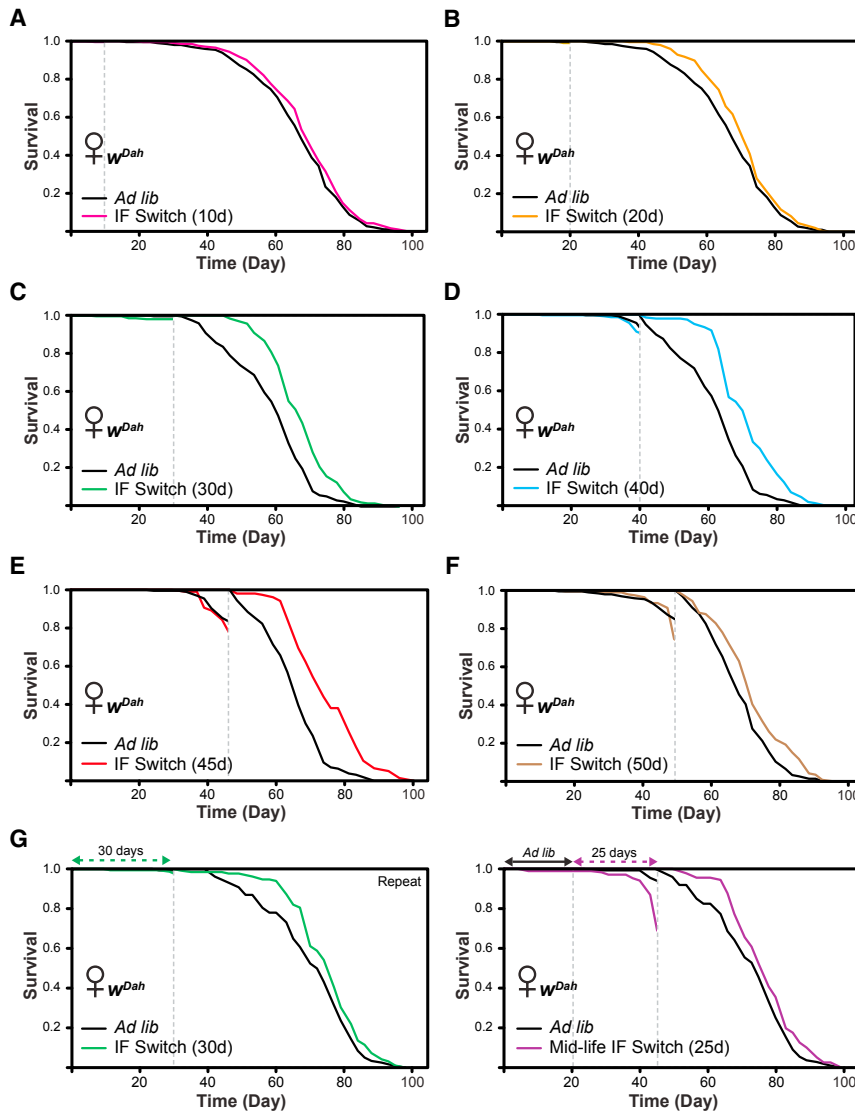 A
1.0
0.8
0.6
0.4
0.2
Survival
♀ wDah
Ad lib
IF Switch (10d)
20 40 60 80 100
Time (Day)
B
1.0
0.8
0.6
0.4
0.2
Survival
♀ wDah
Ad lib
IF Switch (20d)
20 40 60 80 100
Time (Day)
C
1.0
0.8
0.6
0.4
0.2
Survival
♀ wDah
Ad lib
IF Switch (30d)
20 40 60 80 100
Time (Day)
D
1.0
0.8
0.6
0.4
0.2
Survival
♀ wDah
Ad lib
IF Switch (40d)
20 40 60 80 100
Time (Day)
E
1.0
0.8
0.6
0.4
0.2
Survival
♀ wDah
Ad lib
IF Switch (45d)
20 40 60 80 100
Time (Day)
F
1.0
0.8
0.6
0.4
0.2
Survival
♀ wDah
Ad lib
IF Switch (50d)
20 40 60 80 100
Time (Day)
G
30 days
Repeat
1.0
0.8
0.6
0.4
0.2
Survival
♀ wDah
Ad lib
IF Switch (30d)
20 40 60 80 100
Time (Day)
Ad lib
25 days
1.0
0.8
0.6
0.4
0.2
Survival
♀ wDah
Ad lib
Mid-life IF Switch (25d)
20 40 60 80 100
Time (Day)